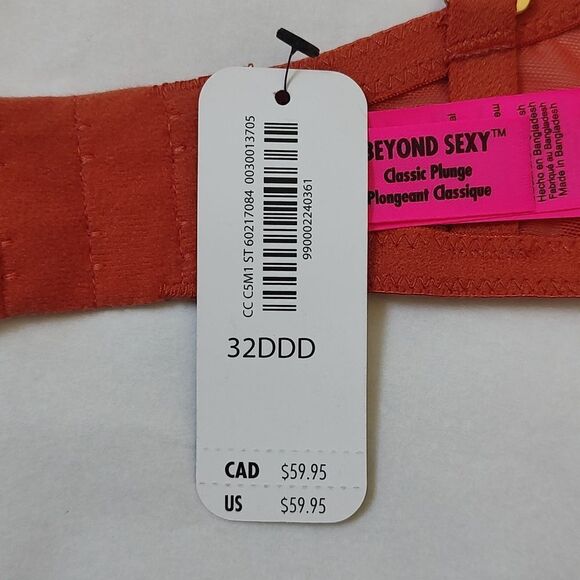 CC C5M1 ST 60217084 0030013705
990002240361
32DDD
CAD $59.95
US $59.95
BEYOND SEXY™
Classic Plunge
Plongeant Classique
Hecho en Bangladesh
Fabriqué au Bangladesh
Made in Bangladesh